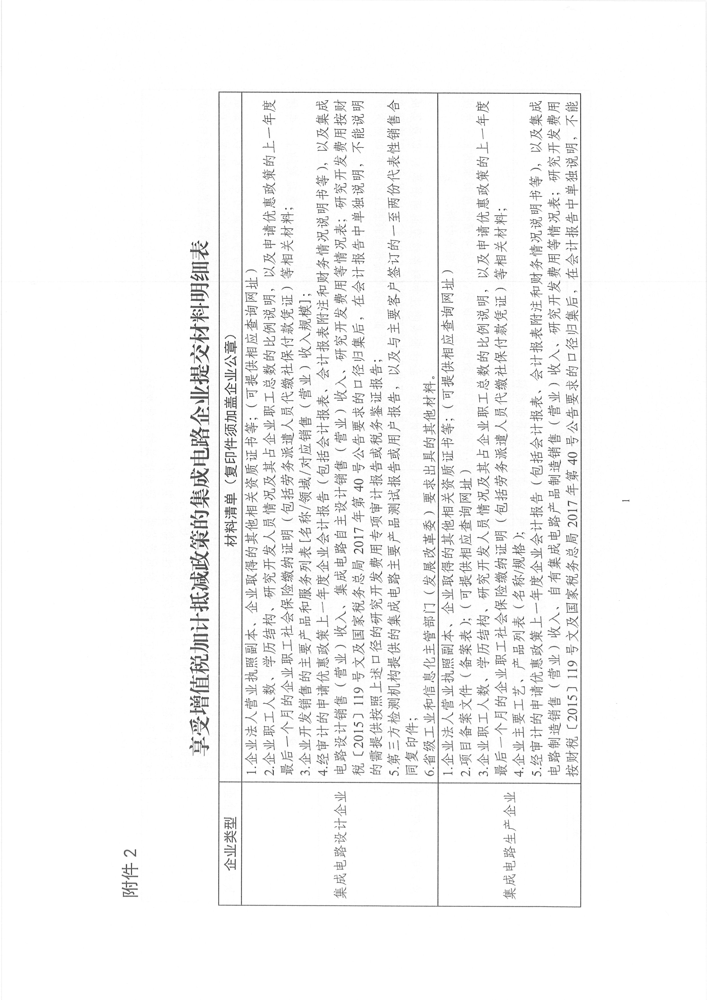 附件 2
享受增值税加计抵减政策的集成电路企业提交材料明细表
企业类型
材料清单（复印件须加盖企业公章）
集成电路设计企业
1.企业法人营业执照副本、企业取得的其他相关资质证书等；（可提供相应查询网址）
2.企业职工人数、学历结构、研究开发人员情况及其占企业职工总数的比例说明，以及申请优惠政策的上一年度
最后一个月的企业职工社会保险缴纳证明（包括劳务派遣人员代缴社保付款凭证）等相关材料；
3.企业开发销售的主要产品和服务列表[名称/领域/对应销售（营业）收入规模]；
4.经审计的申请优惠政策上一年度企业会计报告（包括会计报表、会计报表附注和财务情况说明书等），以及集成
电路设计销售（营业）收入、集成电路自主设计销售（营业）收入、研究开发费用等情况表；研究开发费用按财
税〔2015〕119 号文及国家税务总局 2017 年第 40 号公告要求的口径归集后，在会计报告中单独说明，不能说明
的需提供按照上述口径的研究开发费用专项审计报告或税务鉴证报告；
5.第三方检测机构提供的集成电路主要产品测试报告或用户报告，以及与主要客户签订的一至两份代表性销售合
同复印件；
6.省级工业和信息化主管部门（发展改革委）要求出具的其他材料。
集成电路生产企业
1.企业法人营业执照副本、企业取得的其他相关资质证书等；（可提供相应查询网址）
2.项目备案文件（备案表）；（可提供相应查询网址）
3.企业职工人数、学历结构、研究开发人员情况及其占企业职工总数的比例说明，以及申请优惠政策的上一年度
最后一个月的企业职工社会保险缴纳证明（包括劳务派遣人员代缴社保付款凭证）等相关材料；
4.企业主要工艺、产品列表（名称/规格）；
5.经审计的申请优惠政策上一年度企业会计报告（包括会计报表、会计报表附注和财务情况说明书等），以及集成
电路制造销售（营业）收入、自有集成电路产品制造销售（营业）收入、研究开发费用等情况表；研究开发费用
按财税〔2015〕119 号文及国家税务总局 2017 年第 40 号公告要求的口径归集后，在会计报告中单独说明，不能
1